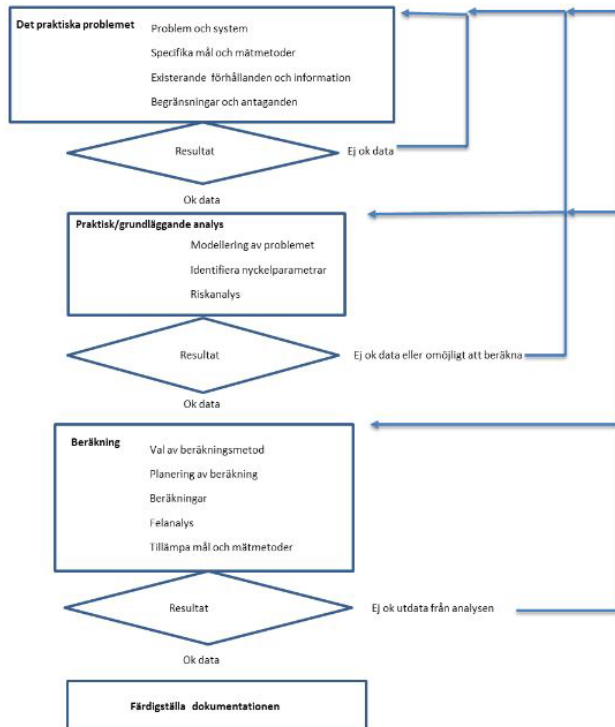 Det praktiska problemet
Problem och system
Specifika mål och mätmetoder
Existerande förhållanden och information
Begränsningar och antaganden
Resultat
Ej ok data
Ok data
Praktisk/grundläggande analys
Modellering av problemet
Identifiera nyckelparametrar
Riskanalys
Resultat
Ej ok data eller omöjligt att beräkna
Ok data
Beräkning
Val av beräkningsmetod
Planering av beräkning
Beräkningar
Felanalys
Tillämpa mål och mätmetoder
Resultat
Ej ok utdata från analysen
Ok data
Färdigställa dokumentationen